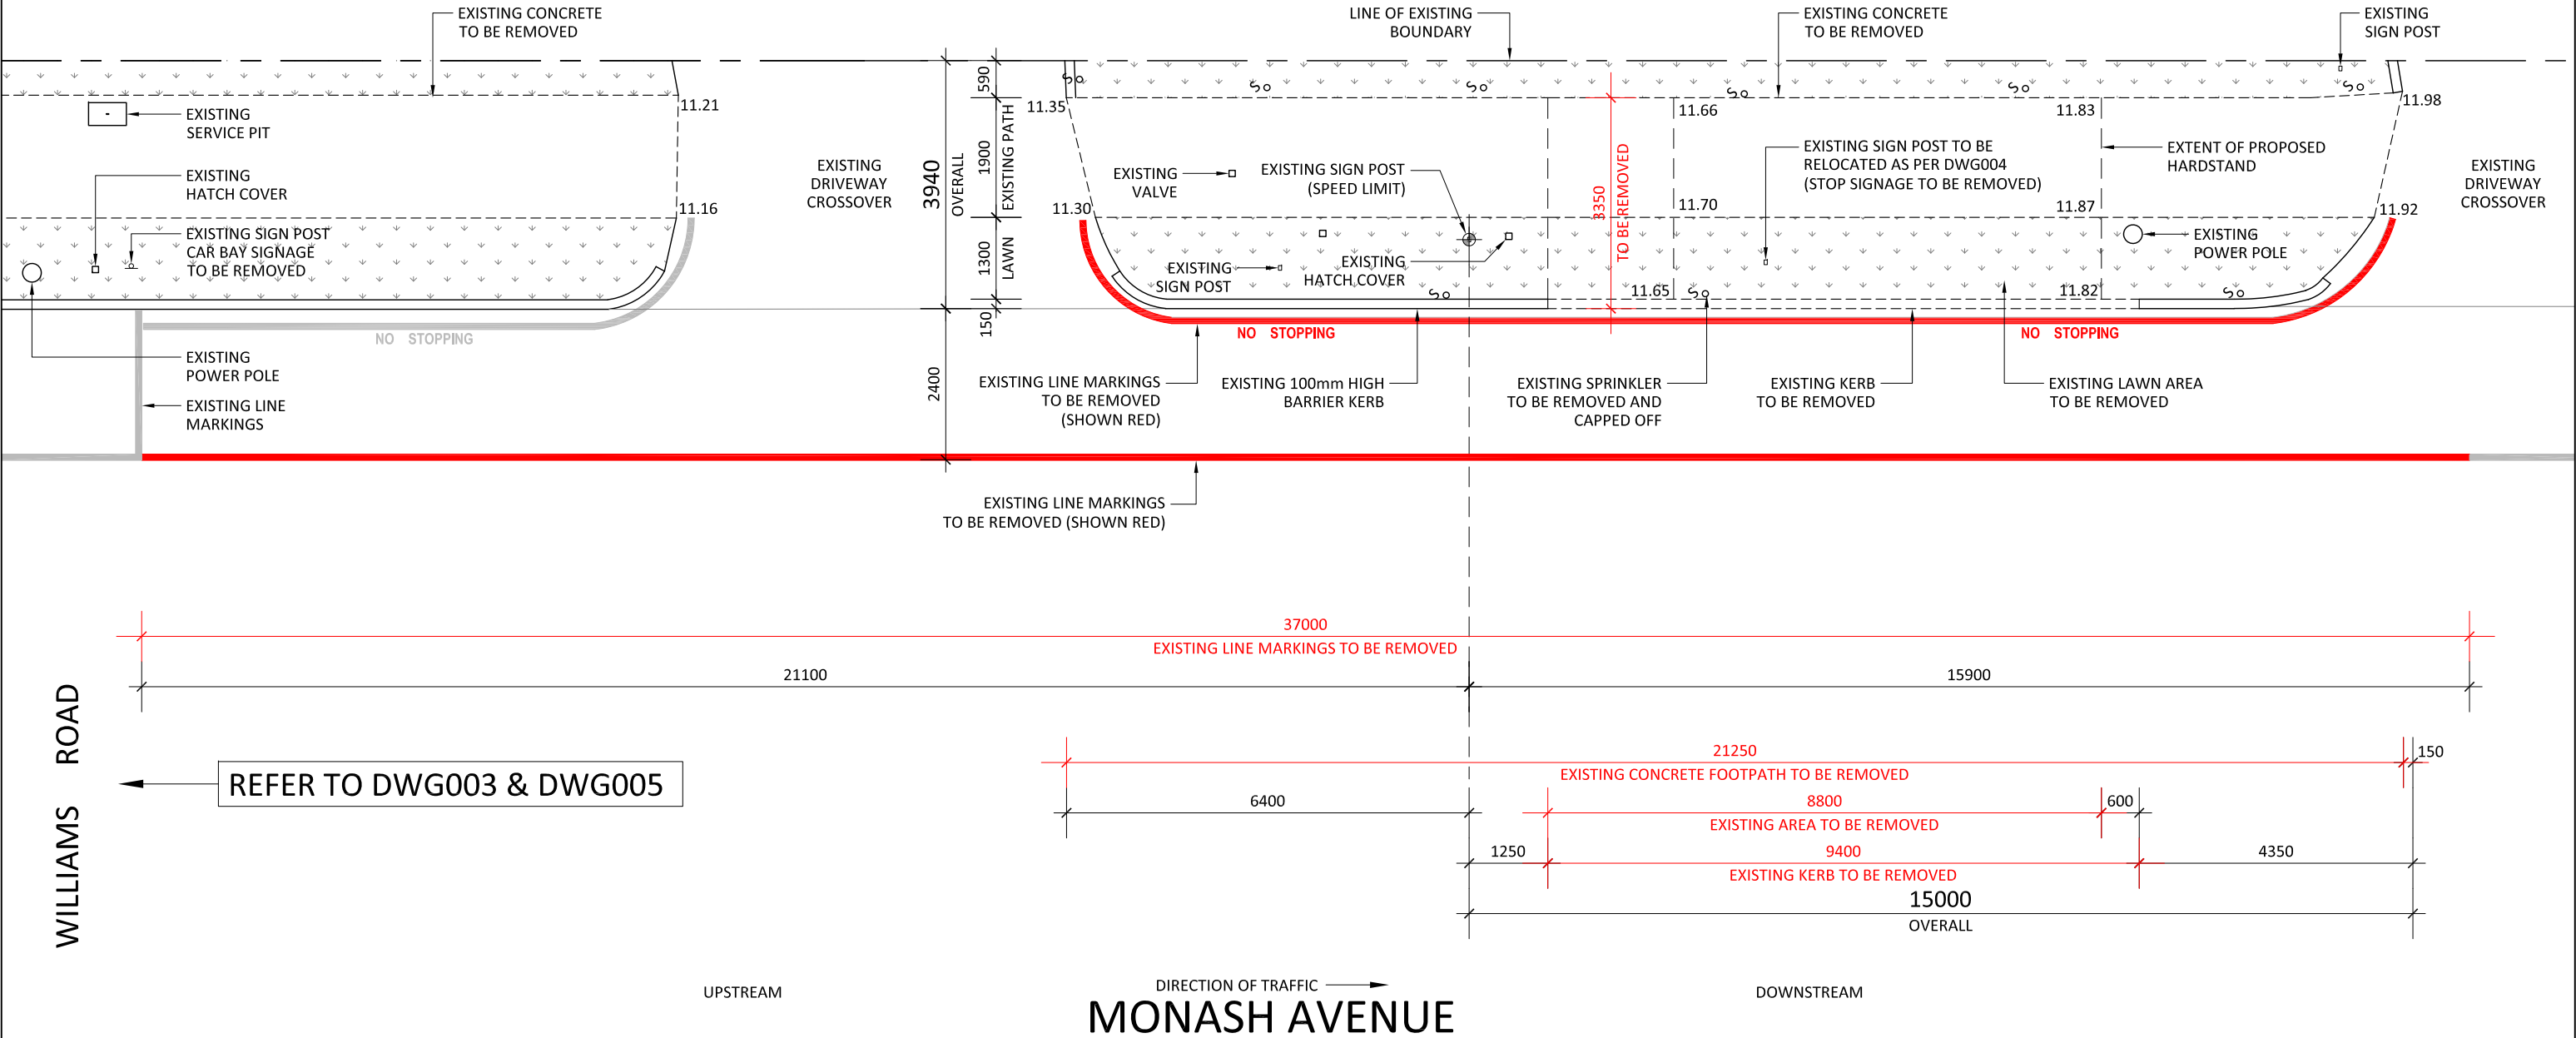 EXISTING CONCRETE
TO BE REMOVED
LINE OF EXISTING
BOUNDARY
EXISTING CONCRETE
TO BE REMOVED
EXISTING
SIGN POST
590
11.21
11.35
11.66
11.83
11.98
EXISTING
SERVICE PIT
EXISTING
HATCH COVER
EXISTING
DRIVEWAY
CROSSOVER
3940
OVERALL
1900
EXISTING PATH
EXISTING
VALVE
EXISTING SIGN POST
(SPEED LIMIT)
3350
TO BE REMOVED
EXISTING SIGN POST TO BE
RELOCATED AS PER DWG004
(STOP SIGNAGE TO BE REMOVED)
EXTENT OF PROPOSED
HARDSTAND
EXISTING
DRIVEWAY
CROSSOVER
11.16
11.30
11.70
11.87
11.92
EXISTING SIGN POST
CAR BAY SIGNAGE
TO BE REMOVED
1300
LAWN
EXISTING
SIGN POST
EXISTING
HATCH COVER
EXISTING
POWER POLE
11.65
11.82
150
NO STOPPING
NO STOPPING
NO STOPPING
EXISTING
POWER POLE
EXISTING LINE
MARKINGS
2400
EXISTING LINE MARKINGS
TO BE REMOVED
(SHOWN RED)
EXISTING 100mm HIGH
BARRIER KERB
EXISTING SPRINKLER
TO BE REMOVED AND
CAPPED OFF
EXISTING KERB
TO BE REMOVED
EXISTING LAWN AREA
TO BE REMOVED
EXISTING LINE MARKINGS
TO BE REMOVED (SHOWN RED)
37000
EXISTING LINE MARKINGS TO BE REMOVED
21100
15900
WILLIAMS ROAD
REFER TO DWG003 & DWG005
21250
150
EXISTING CONCRETE FOOTPATH TO BE REMOVED
6400
8800
600
EXISTING AREA TO BE REMOVED
1250
9400
4350
EXISTING KERB TO BE REMOVED
15000
OVERALL
UPSTREAM
DIRECTION OF TRAFFIC
DOWNSTREAM
MONASH AVENUE
S
S
S
S
S
S
S
S
S